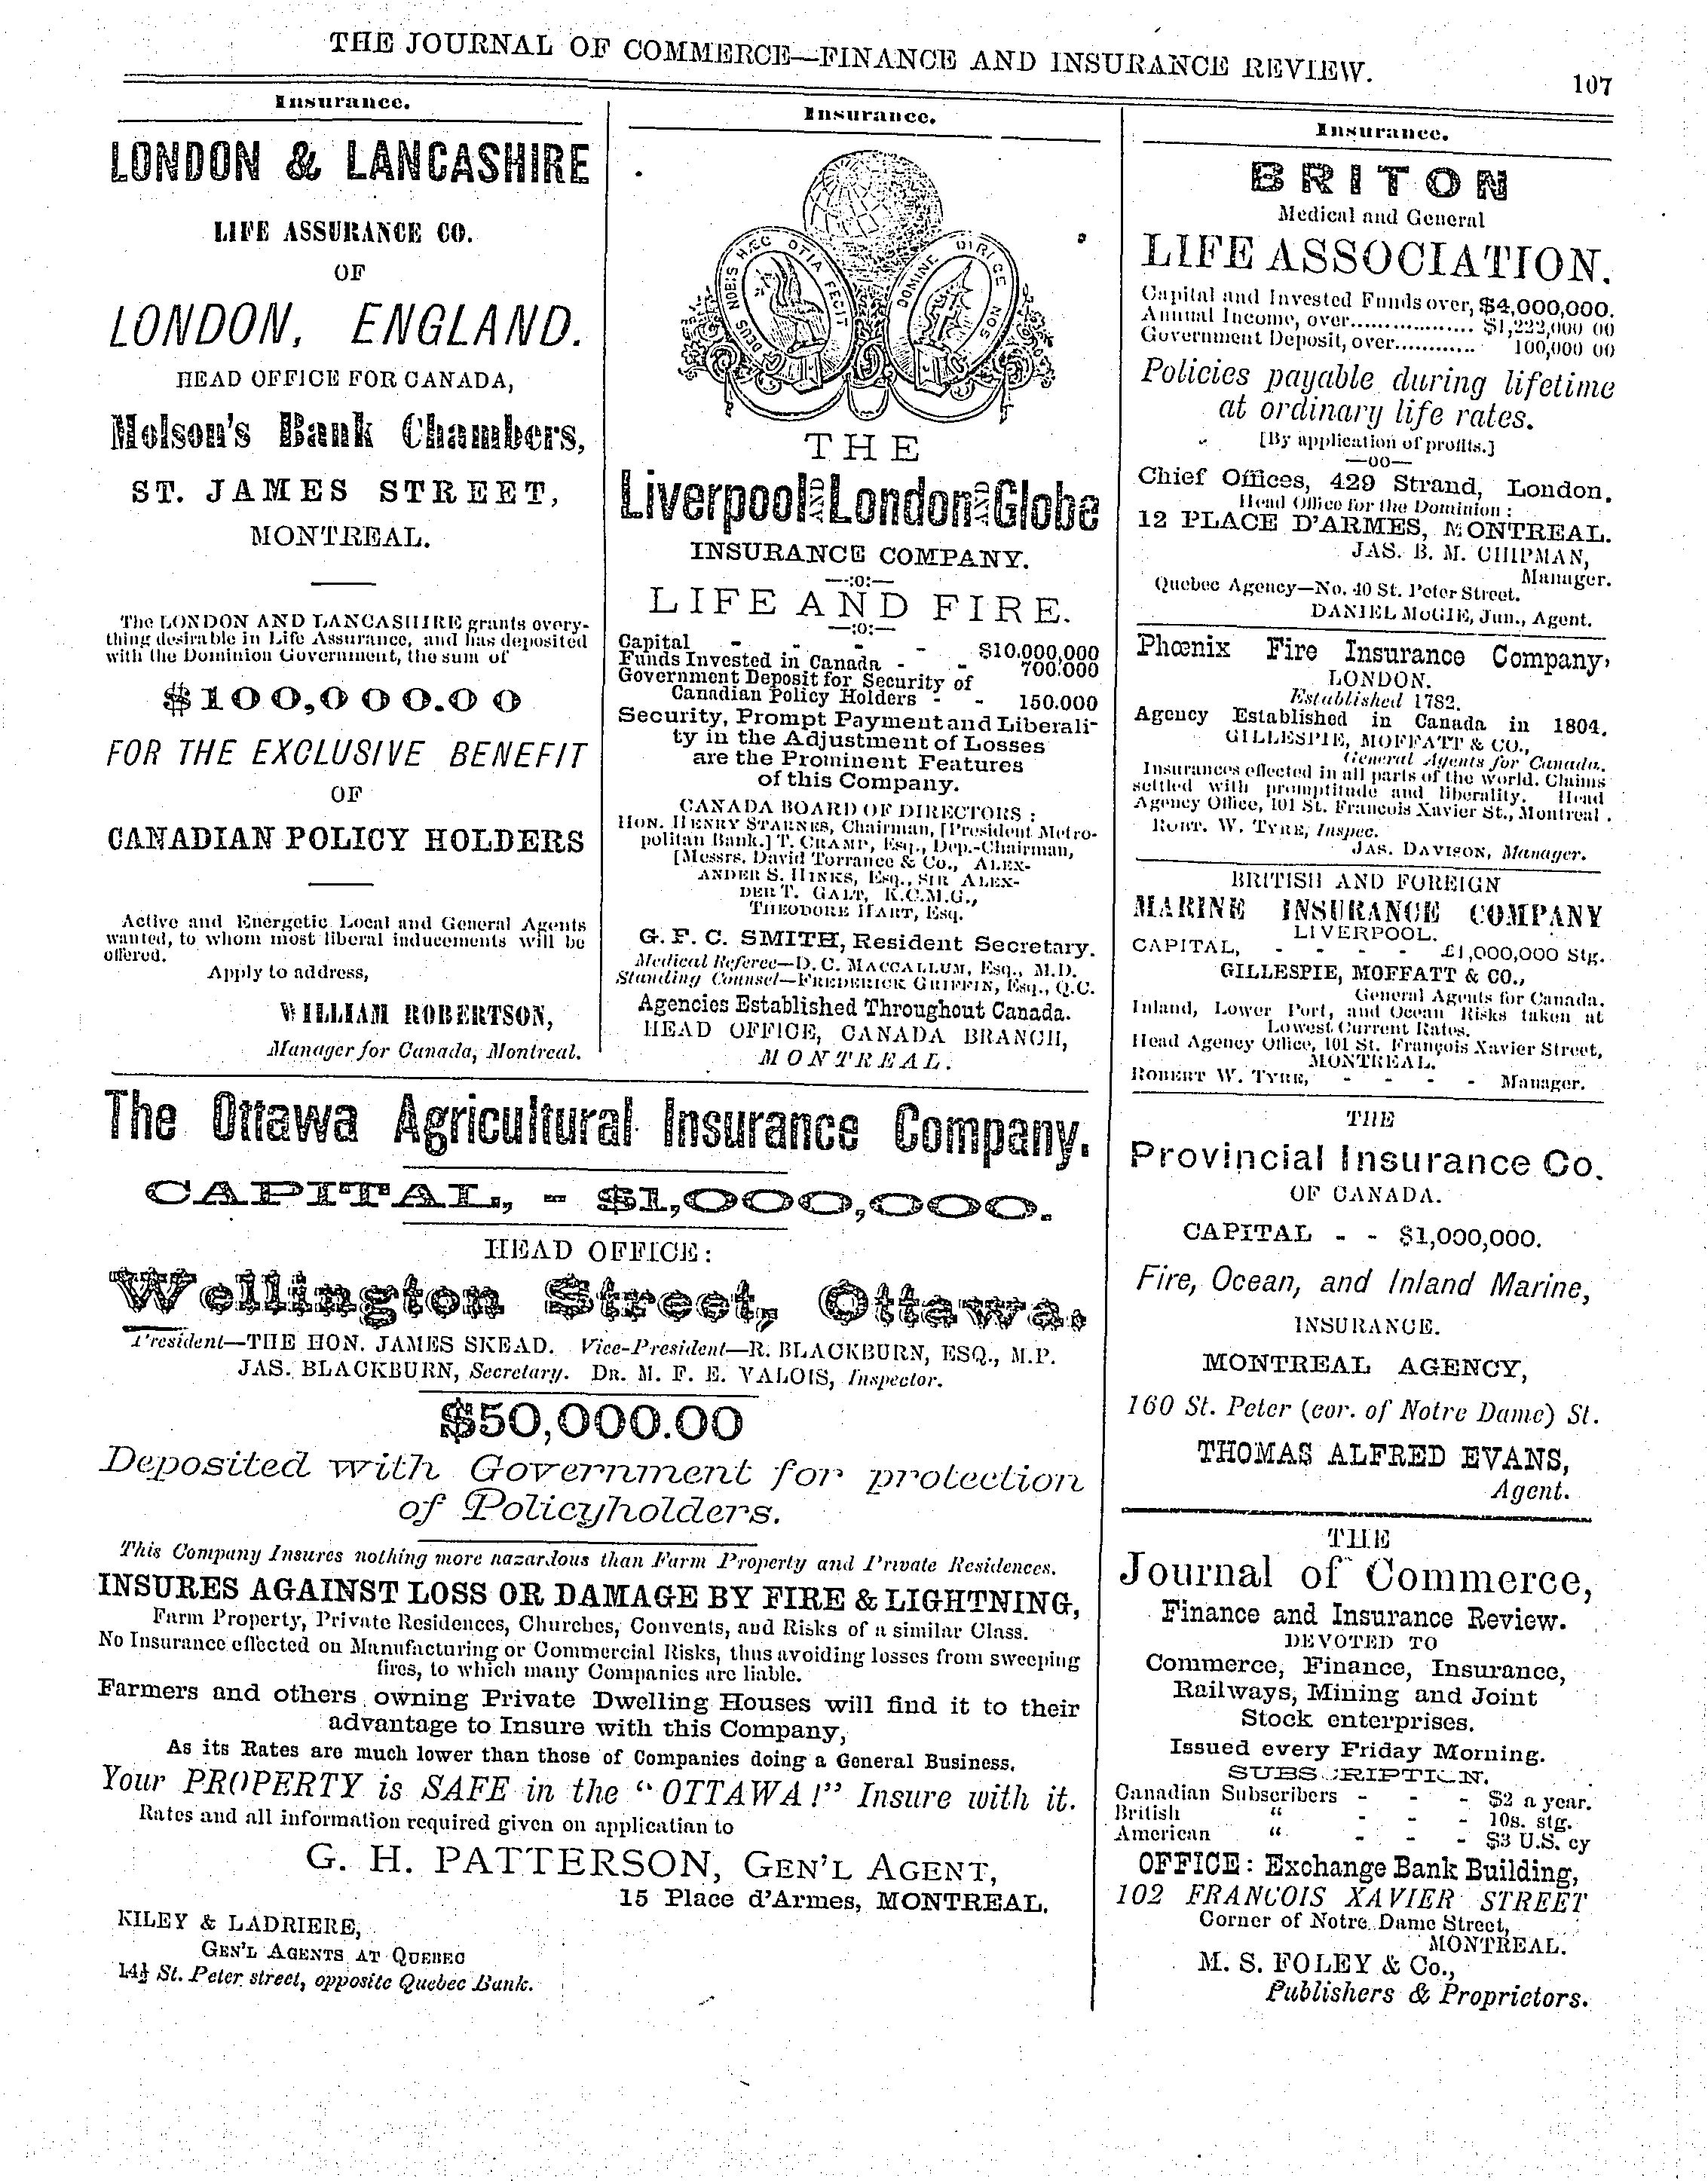 THE JOURNAL OF COMMERCE—FINANCE AND INSURANCE REVIEW.
107
Insurance.
LONDON & LANCASHIRE
LIFE ASSURANCE CO.
OF
LONDON, ENGLAND.
HEAD OFFICE FOR CANADA,
Molson's Bank Chambers,
ST. JAMES STREET,
MONTREAL.
The LONDON AND LANCASHIRE grants every-
thing desirable in Life Assurance, and has deposited
with the Dominion Government, the sum of
$100,000.00
FOR THE EXCLUSIVE BENEFIT
OF
CANADIAN POLICY HOLDERS
Active and Energetic Local and General Agents
wanted, to whom most liberal inducements will be
offered.
Apply to address,
WILLIAM ROBERTSON,
Manager for Canada, Montreal.
Insurance.
DEUS NOBIS HÆC OTIA FECIT
DOMINE DIRIGE NOS
THE
Liverpool AND London AND Globe
INSURANCE COMPANY.
—:o:—
LIFE AND FIRE.
—:o:—
Capital - - - - $10.000,000
Funds Invested in Canada - - 700.000
Government Deposit for Security of
Canadian Policy Holders - - 150.000
Security, Prompt Payment and Liberali-
ty in the Adjustment of Losses
are the Prominent Features
of this Company.
CANADA BOARD OF DIRECTORS :
HON. HENRY STARNES, Chairman, [President Metro-
politan Bank.] T. CRAMP, Esq., Dep.-Chairman,
[Messrs. David Torrance & Co., ALEX-
ANDER S. HINKS, Esq., SIR ALEX-
DER T. GALT, K.C.M.G.,
THEODORE HART, Esq.
G. F. C. SMITH, Resident Secretary.
Medical Referee—D. C. MACCALLUM, Esq., M.D.
Standing Counsel—FREDERICK GRIFFIN, Esq., Q.C.
Agencies Established Throughout Canada.
HEAD OFFICE, CANADA BRANCH,
MONTREAL.
Insurance.
BRITON
Medical and General
LIFE ASSOCIATION.
Capital and Invested Funds over, $4,000,000.
Annual Income, over................. $1,222,000 00
Government Deposit, over............ 100,000 00
Policies payable during lifetime
at ordinary life rates.
[By application of profits.]
—oo—
Chief Offices, 429 Strand, London.
Head Office for the Dominion :
12 PLACE D'ARMES, MONTREAL.
JAS. B. M. CHIPMAN,
Manager.
Quebec Agency—No. 40 St. Peter Street.
DANIEL McGIE, Jun., Agent.
Phœnix Fire Insurance Company,
LONDON.
Established 1782.
Agency Established in Canada in 1804.
GILLESPIE, MOFFATT & CO.,
General Agents for Canada.
Insurances effected in all parts of the world. Claims
settled with promptitude and liberality. Head
Agency Office, 101 St. Francois Xavier St., Montreal.
ROBT. W. TYRE, Inspec.
JAS. DAVISON, Manager.
BRITISH AND FOREIGN
MARINE INSURANCE COMPANY
LIVERPOOL.
CAPITAL, - - - - £1,000,000 Stg.
GILLESPIE, MOFFATT & CO.,
General Agents for Canada.
Inland, Lower Port, and Ocean Risks taken at
Lowest Current Rates.
Head Agency Office, 101 St. François Xavier Street,
MONTREAL.
ROBERT W. TYRE, - - - - Manager.
THE
Provincial Insurance Co.
OF CANADA.
CAPITAL - - $1,000,000.
Fire, Ocean, and Inland Marine,
INSURANCE.
MONTREAL AGENCY,
160 St. Peter (cor. of Notre Dame) St.
THOMAS ALFRED EVANS,
Agent.
THE
Journal of Commerce,
Finance and Insurance Review.
DEVOTED TO
Commerce, Finance, Insurance,
Railways, Mining and Joint
Stock enterprises.
Issued every Friday Morning.
SUBSCRIPTION.
Canadian Subscribers - - - $2 a year.
British " - - - 10s. stg.
American " - - - $3 U.S. cy
OFFICE: Exchange Bank Building,
102 FRANCOIS XAVIER STREET
Corner of Notre Dame Street,
MONTREAL.
M. S. FOLEY & Co.,
Publishers & Proprietors.
The Ottawa Agricultural Insurance Company.
CAPITAL, - $1,000,000.
HEAD OFFICE:
Wellington Street, Ottawa.
President—THE HON. JAMES SKEAD. Vice-President—R. BLACKBURN, ESQ., M.P.
JAS. BLACKBURN, Secretary. DR. M. F. E. VALOIS, Inspector.
$50,000.00
Deposited with Government for protection
of Policyholders.
This Company Insures nothing more hazardous than Farm Property and Private Residences.
INSURES AGAINST LOSS OR DAMAGE BY FIRE & LIGHTNING,
Farm Property, Private Residences, Churches, Convents, and Risks of a similar Class.
No Insurance effected on Manufacturing or Commercial Risks, thus avoiding losses from sweeping
fires, to which many Companies are liable.
Farmers and others owning Private Dwelling Houses will find it to their
advantage to Insure with this Company,
As its Rates are much lower than those of Companies doing a General Business.
Your PROPERTY is SAFE in the "OTTAWA!" Insure with it.
Rates and all information required given on applicatian to
G. H. PATTERSON, GEN'L AGENT,
15 Place d'Armes, MONTREAL.
KILEY & LADRIERE,
GEN'L AGENTS AT QUEBEC
14½ St. Peter street, opposite Quebec Bank.